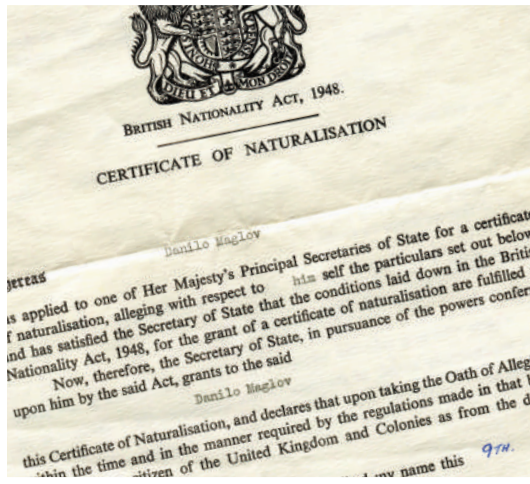 DIEU ET MON DROIT
BRITISH NATIONALITY ACT, 1948.
CERTIFICATE OF NATURALISATION
Danilo Maglov
hereas
as applied to one of Her Majesty's Principal Secretaries of State for a certificate
f naturalisation, alleging with respect to him self the particulars set out below
nd has satisfied the Secretary of State that the conditions laid down in the Britis
Nationality Act, 1948, for the grant of a certificate of naturalisation are fulfilled
Now, therefore, the Secretary of State, in pursuance of the powers confer
upon him by the said Act, grants to the said
Danilo Maglov
this Certificate of Naturalisation, and declares that upon taking the Oath of Alleg
within the time and in the manner required by the regulations made in that
citizen of the United Kingdom and Colonies as from the d
my name this 9TH.